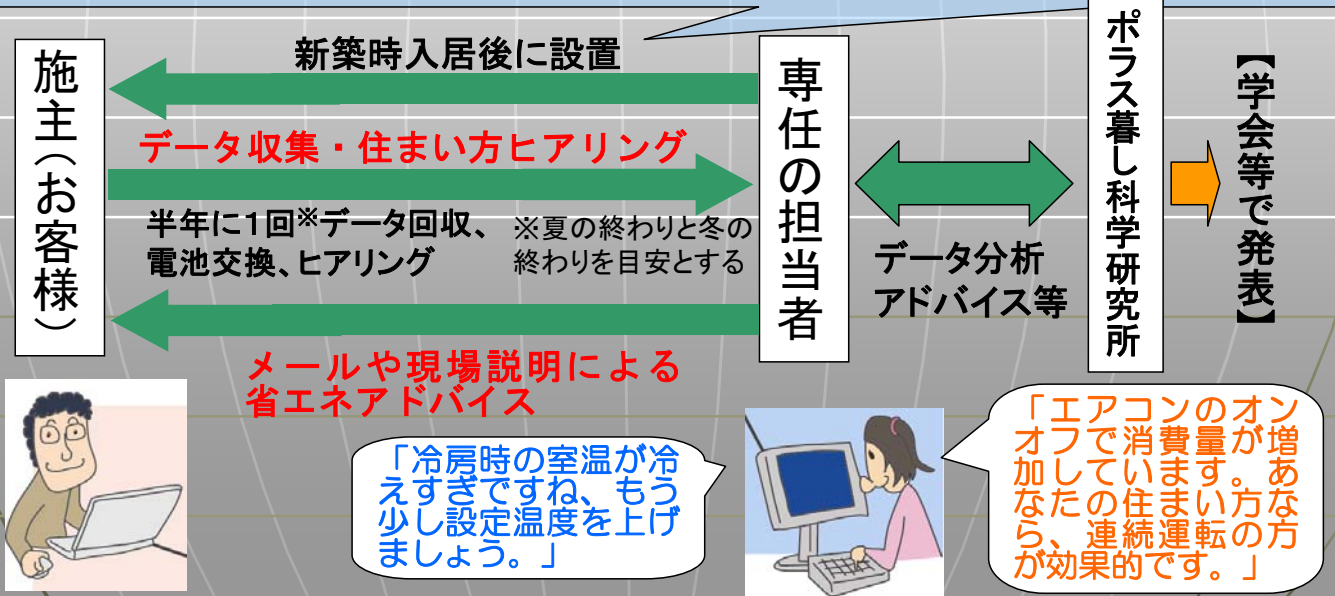 施主（お客様）
新築時入居後に設置
データ収集・住まい方ヒアリング
半年に１回※データ回収、
電池交換、ヒアリング
※夏の終わりと冬の
終わりを目安とする
メールや現場説明による
省エネアドバイス
専任の担当者
データ分析
アドバイス等
ポラス暮し科学研究所
【学会等で発表】
「冷房時の室温が冷
えすぎですね、もう
少し設定温度を上げ
ましょう。」
「エアコンのオン
オフで消費量が増
加しています。あ
なたの住まい方な
ら、連続運転の方
が効果的です。」